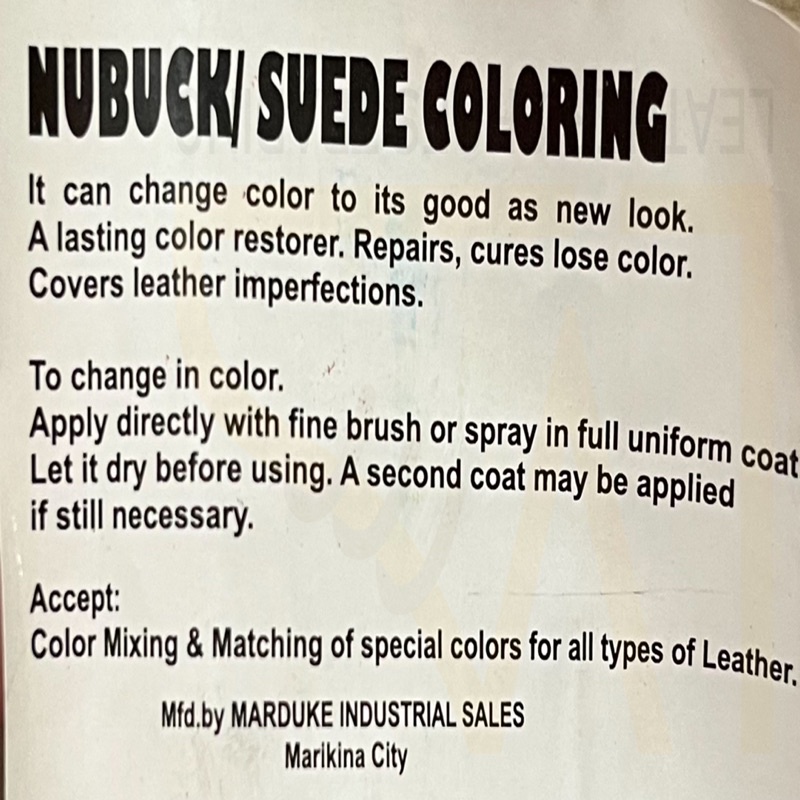 NUBUCK/ SUEDE COLORING
It can change color to its good as new look.
A lasting color restorer. Repairs, cures lose color.
Covers leather imperfections.
To change in color.
Apply directly with fine brush or spray in full uniform coat
Let it dry before using. A second coat may be applied
if still necessary.
Accept:
Color Mixing & Matching of special colors for all types of Leather.
Mfd.by MARDUKE INDUSTRIAL SALES
Marikina City